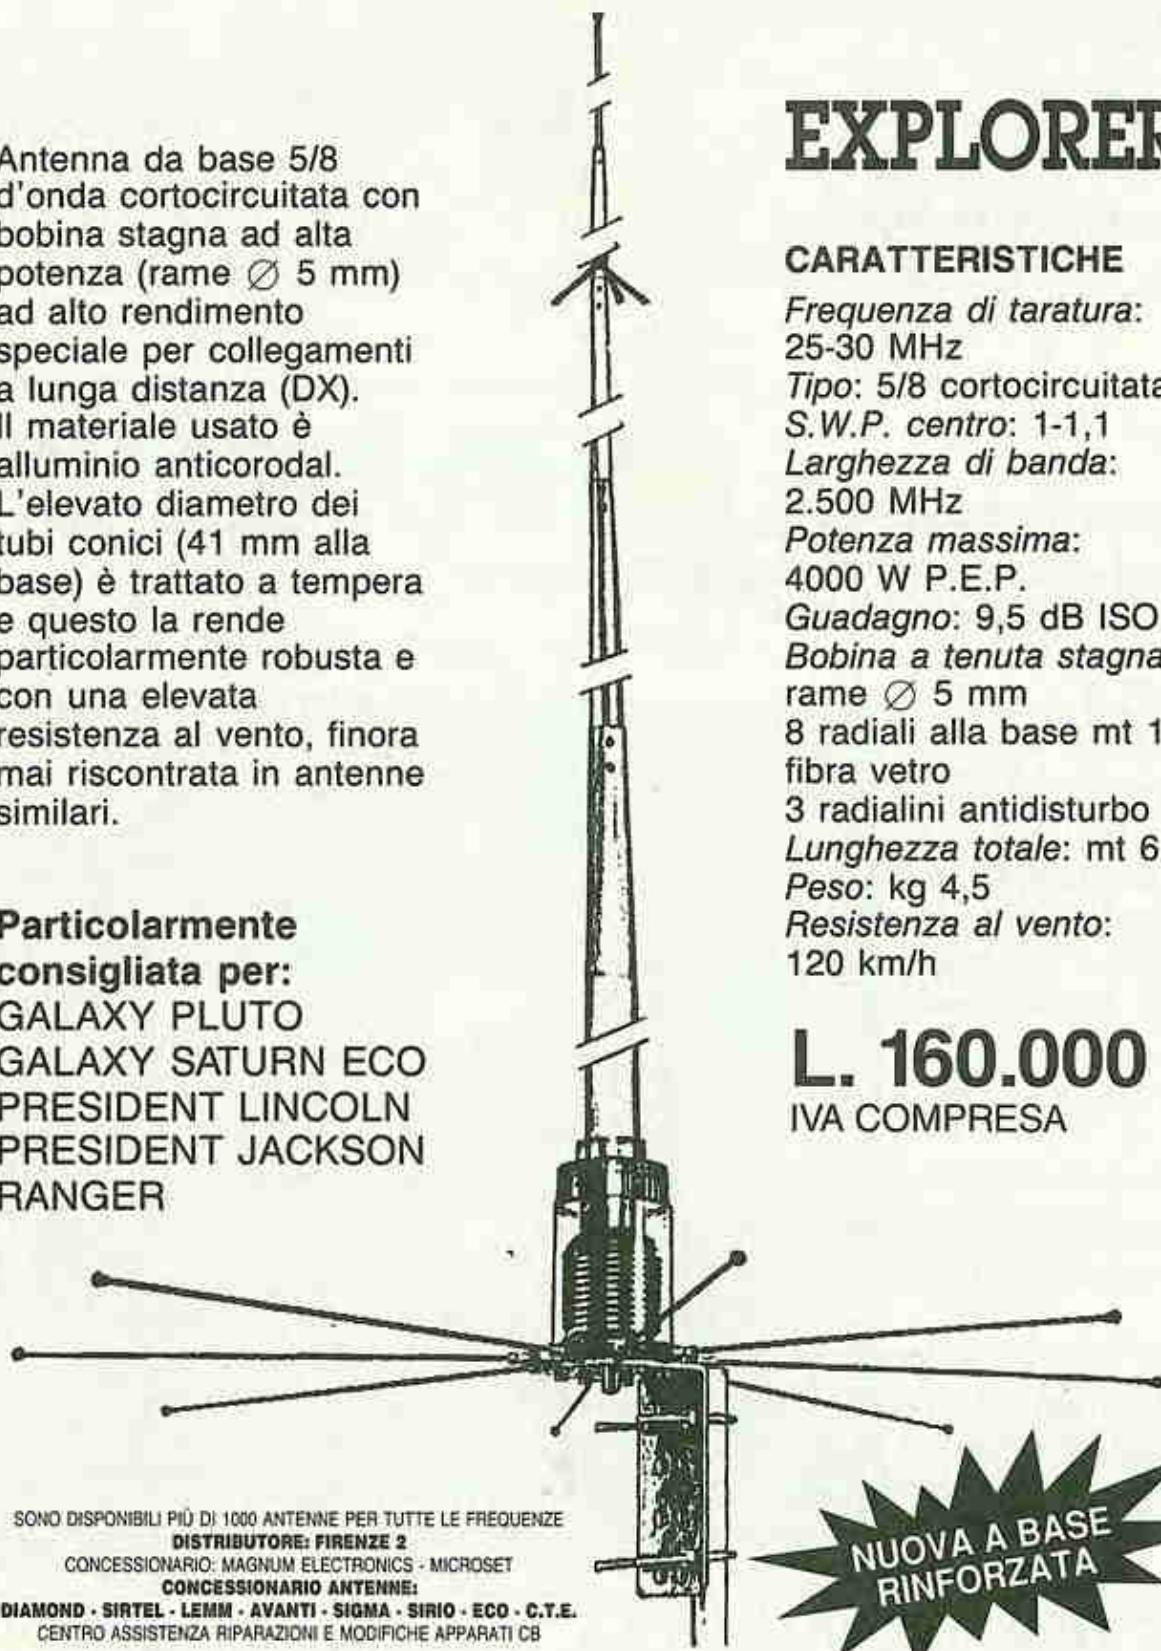 Antenna da base 5/8
d'onda cortocircuitata con
bobina stagna ad alta
potenza (rame ∅ 5 mm)
ad alto rendimento
speciale per collegamenti
a lunga distanza (DX).
Il materiale usato è
alluminio anticorodal.
L'elevato diametro dei
tubi conici (41 mm alla
base) è trattato a tempera
e questo la rende
particolarmente robusta e
con una elevata
resistenza al vento, finora
mai riscontrata in antenne
similari.
Particolarmente
consigliata per:
GALAXY PLUTO
GALAXY SATURN ECO
PRESIDENT LINCOLN
PRESIDENT JACKSON
RANGER
EXPLORER
CARATTERISTICHE
Frequenza di taratura:
25-30 MHz
Tipo: 5/8 cortocircuitata
S.W.P. centro: 1-1,1
Larghezza di banda:
2.500 MHz
Potenza massima:
4000 W P.E.P.
Guadagno: 9,5 dB ISO
Bobina a tenuta stagna
rame ∅ 5 mm
8 radiali alla base mt 1
fibra vetro
3 radialini antidisturbo
Lunghezza totale: mt 6
Peso: kg 4,5
Resistenza al vento:
120 km/h
L. 160.000
IVA COMPRESA
SONO DISPONIBILI PIÙ DI 1000 ANTENNE PER TUTTE LE FREQUENZE
DISTRIBUTORE: FIRENZE 2
CONCESSIONARIO: MAGNUM ELECTRONICS - MICROSET
CONCESSIONARIO ANTENNE:
DIAMOND - SIRTEL - LEMM - AVANTI - SIGMA - SIRIO - ECO - C.T.E.
CENTRO ASSISTENZA RIPARAZIONI E MODIFICHE APPARATI CB
NUOVA A BASE
RINFORZATA